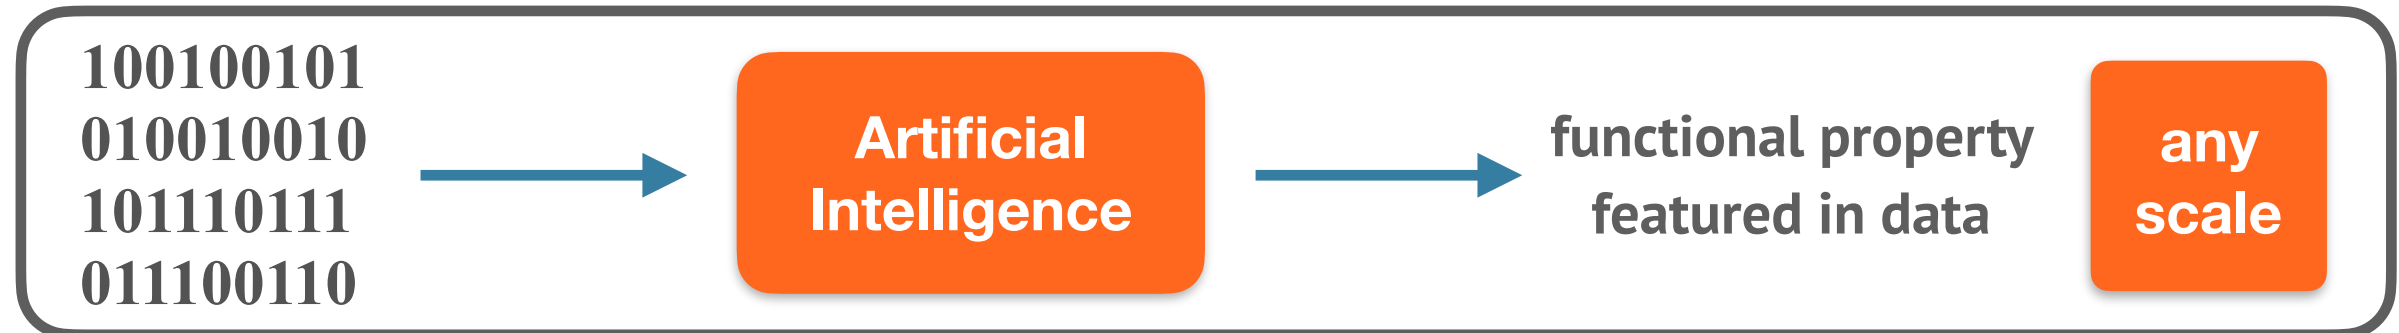 100100101
010010010
101110111
011100110
Artificial
Intelligence
functional property
featured in data
any
scale